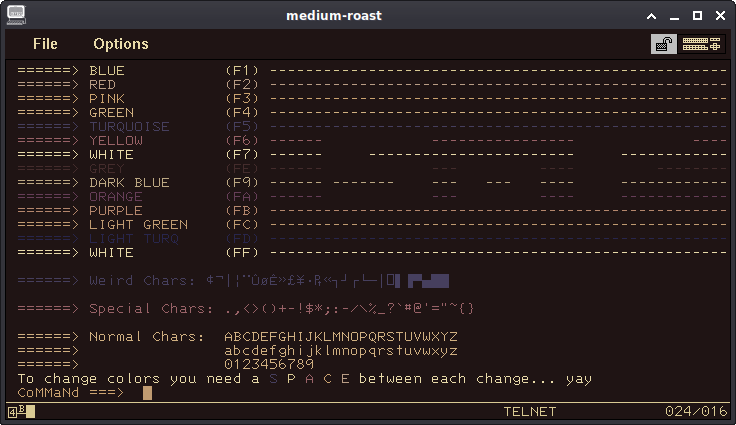 medium-roast
File Options
======> BLUE (F1) ---------------------------------------------------
======> RED (F2) ---------------------------------------------------
======> PINK (F3) ---------------------------------------------------
======> GREEN (F4) ---------------------------------------------------
======> TURQUOISE (F5) ---------------------------------------------------
======> YELLOW (F6) ------ ---------------- ----
======> WHITE (F7) ------ ------------ --- ------------
======> GREY (FE) --- ---
======> DARK BLUE (F9) --- ------- --- --- --- ---
======> ORANGE (FA) --- ---
======> PURPLE (FB) ---------------------------------------------------
======> LIGHT GREEN (FC) ---------------------------------------------------
======> LIGHT TURQ (FD) ---------------------------------------------------
======> WHITE (FF) ---------------------------------------------------
======> Weird Chars: ¢¬|¦¨ÛøÈ»£¥·₧«┐┘┌└─│
======> Special Chars: .,<>()+-!$*;:-/\%_?`#@'="~{}
======> Normal Chars: ABCDEFGHIJKLMNOPQRSTUVWXYZ
======> abcdefghijklmnopqrstuvwxyz
======> 0123456789
To change colors you need a S P A C E between each change... yay
CoMMaNd ===>
4B TELNET 024/016